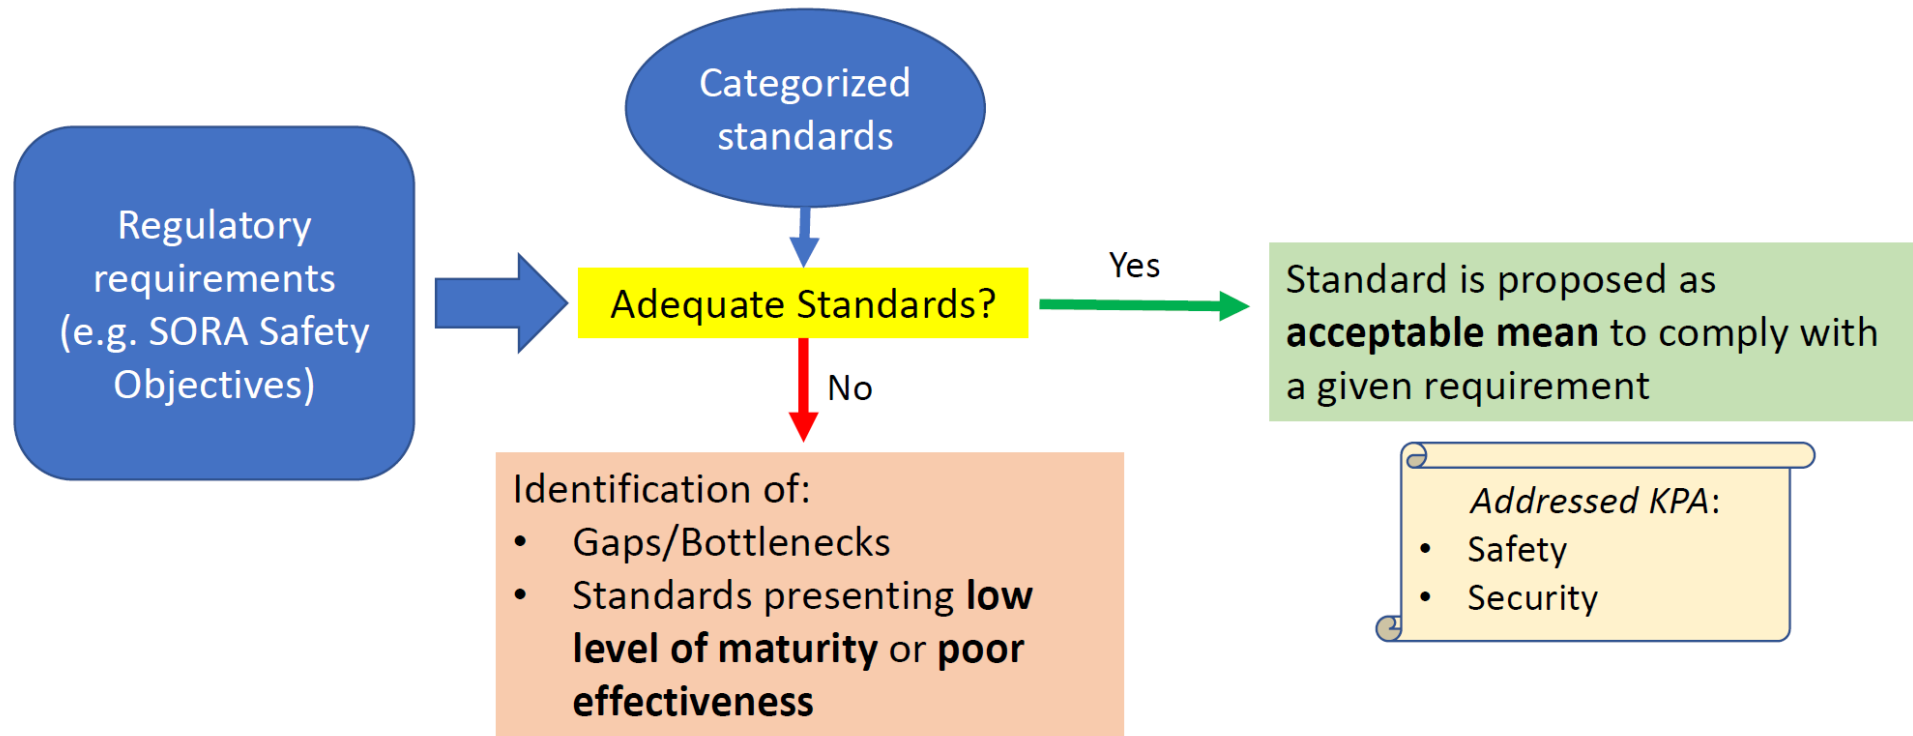 Categorized
standards
Regulatory
requirements
(e.g. SORA Safety
Objectives)
Adequate Standards?
Yes
Standard is proposed as
acceptable mean to comply with
a given requirement
No
Identification of:
• Gaps/Bottlenecks
• Standards presenting low
level of maturity or poor
effectiveness
Addressed KPA:
• Safety
• Security